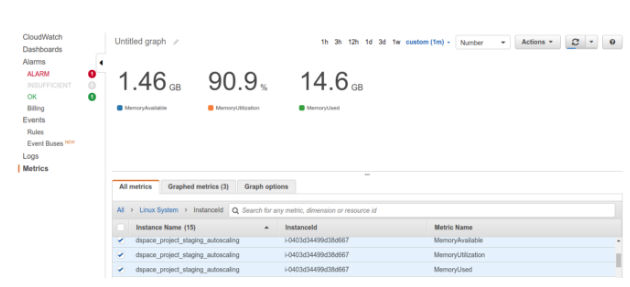 CloudWatch
Dashboards
Alarms
ALARM 1
INSUFFICIENT 0
OK 1
Billing
Events
Rules
Event Buses NEW
Logs
Metrics
Untitled graph
1h 3h 12h 1d 3d 1w custom (1m) Number Actions
1.46 GB 90.9 % 14.6 GB
MemoryAvailable MemoryUtilization MemoryUsed
All metrics Graphed metrics (3) Graph options
All Linux System InstanceId Search for any metric, dimension or resource id
Instance Name (15) InstanceId Metric Name
dspace_project_staging_autoscaling i-0403d34499d38d667 MemoryAvailable
dspace_project_staging_autoscaling i-0403d34499d38d667 MemoryUtilization
dspace_project_staging_autoscaling i-0403d34499d38d667 MemoryUsed